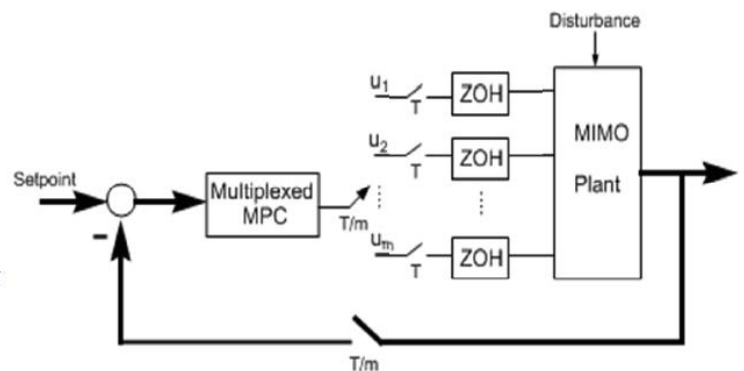 Disturbance
u1
T
ZOH
u2
T
ZOH
MIMO
Plant
Setpoint
Multiplexed
MPC
T/m
um
T
ZOH
T/m